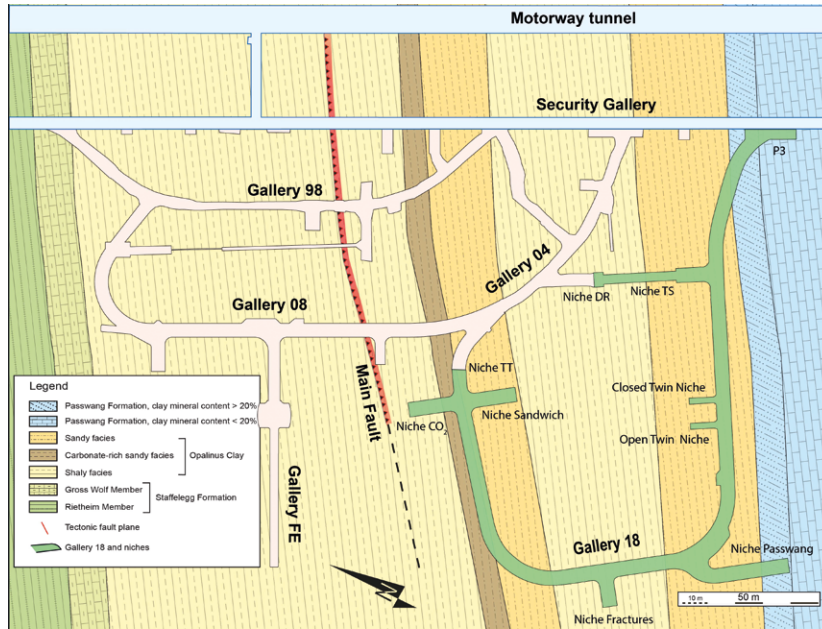 Motorway tunnel
Security Gallery
P3
Gallery 98
Gallery 04
Gallery 08
Niche DR
Niche TS
Main Fault
Niche TT
Closed Twin Niche
Niche CO2
Niche Sandwich
Open Twin Niche
Gallery FE
Gallery 18
Niche Passwang
Niche Fractures
N
10 m 50 m
Legend
Passwang Formation, clay mineral content > 20%
Passwang Formation, clay mineral content < 20%
Sandy facies
Carbonate-rich sandy facies
Opalinus Clay
Shaly facies
Gross Wolf Member
Staffelegg Formation
Rietheim Member
Tectonic fault plane
Gallery 18 and niches